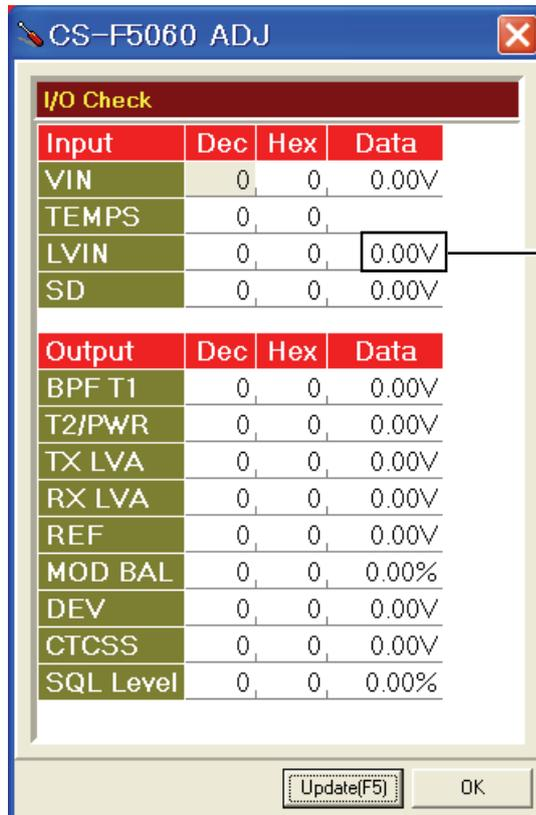 CS-F5060 ADJ
I/O Check
Input Dec Hex Data
VIN 0 0 0.00V
TEMPS 0 0
LVIN 0 0 0.00V
SD 0 0 0.00V
Output Dec Hex Data
BPF T1 0 0 0.00V
T2/PWR 0 0 0.00V
TX LVA 0 0 0.00V
RX LVA 0 0 0.00V
REF 0 0 0.00V
MOD BAL 0 0 0.00%
DEV 0 0 0.00V
CTCSS 0 0 0.00V
SQL Level 0 0 0.00%
Update(F5) OK